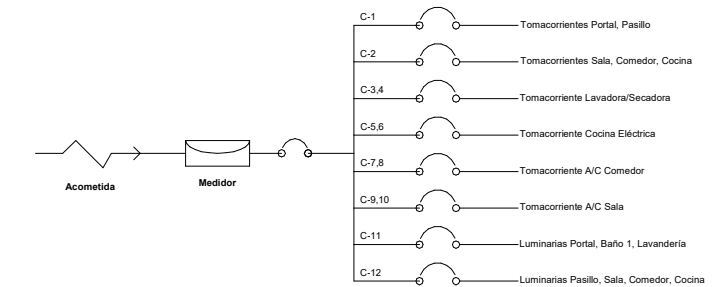 C-1
Tomacorrientes Portal, Pasillo
C-2
Tomacorrientes Sala, Comedor, Cocina
C-3,4
Tomacorriente Lavadora/Secadora
C-5,6
Tomacorriente Cocina Eléctrica
Acometida
Medidor
C-7,8
Tomacorriente A/C Comedor
C-9,10
Tomacorriente A/C Sala
C-11
Luminarias Portal, Baño 1, Lavandería
C-12
Luminarias Pasillo, Sala, Comedor, Cocina